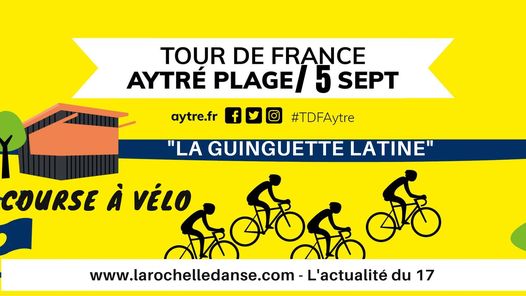 TOUR DE FRANCE
AYTRÉ PLAGE/ 5 SEPT
aytre.fr #TDFAytre
"LA GUINGUETTE LATINE"
COURSE À VÉLO
www.larochelledanse.com - L'actualité du 17